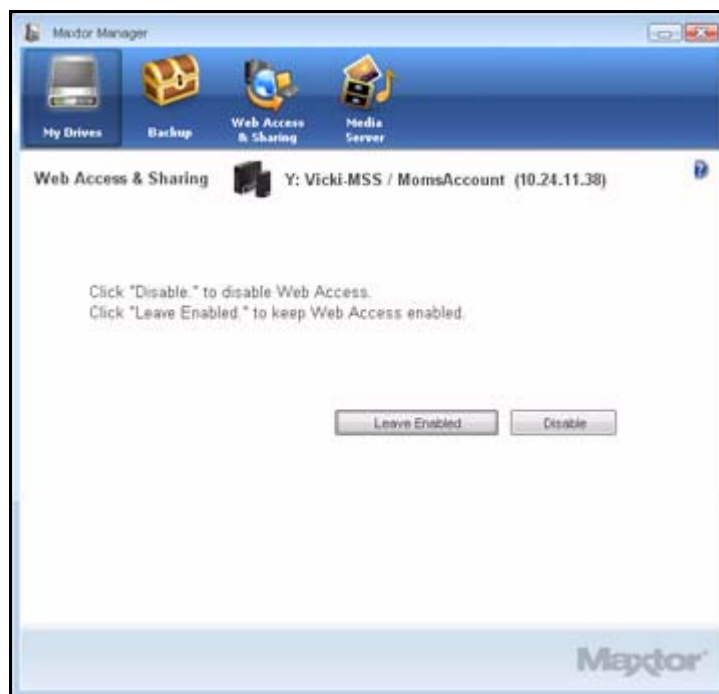 Maxtor Manager
My Drives
Backup
Web Access & Sharing
Media Server
Web Access & Sharing
Y: Vicki-MSS / MomsAccount (10.24.11.38)
?
Click "Disable." to disable Web Access.
Click "Leave Enabled." to keep Web Access enabled.
Leave Enabled
Disable
Maxtor